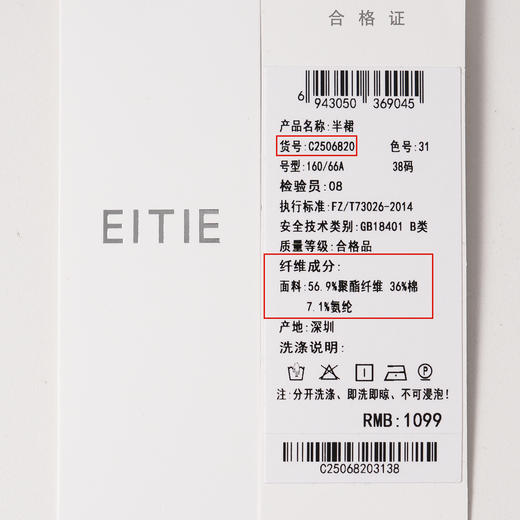 合格证
EITIE
6 943050 369045
产品名称:半裙
货号:C2506820 色号:31
号型:160/66A 38码
检验员:08
执行标准:FZ/T73026-2014
安全技术类别:GB18401 B类
质量等级:合格品
纤维成分:
面料:56.9%聚酯纤维 36%棉
7.1%氨纶
产地:深圳
洗涤说明:
注:分开洗涤、即洗即晾、不可浸泡!
RMB:1099
C25068203138